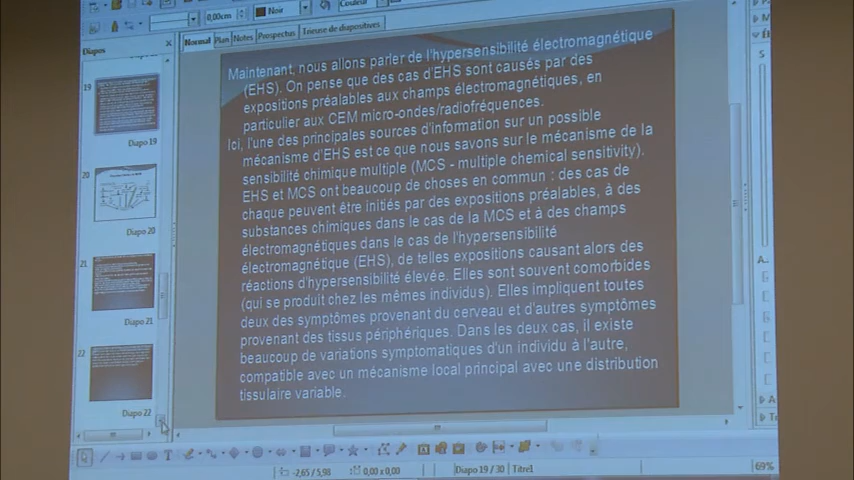 Couleur
0,00cm
Noir
Diapos
Normal Plan Notes Prospectus Trieuse de diapositives
19
Diapo 19
20
Diapo 20
21
Diapo 21
22
Diapo 22
Maintenant, nous allons parler de l'hypersensibilité électromagnétique
(EHS). On pense que des cas d'EHS sont causés par des
expositions préalables aux champs électromagnétiques, en
particulier aux CEM micro-ondes/radiofréquences.
Ici, l'une des principales sources d'information sur un possible
mécanisme d'EHS est ce que nous savons sur le mécanisme de la
sensibilité chimique multiple (MCS - multiple chemical sensitivity).
EHS et MCS ont beaucoup de choses en commun : des cas de
chaque peuvent être initiés par des expositions préalables, à des
substances chimiques dans le cas de la MCS et à des champs
électromagnétiques dans le cas de l'hypersensibilité
électromagnétique (EHS), de telles expositions causant alors des
réactions d'hypersensibilité élevée. Elles sont souvent comorbides
(qui se produit chez les mêmes individus). Elles impliquent toutes
deux des symptômes provenant du cerveau et d'autres symptômes
provenant des tissus périphériques. Dans les deux cas, il existe
beaucoup de variations symptomatiques d'un individu à l'autre,
compatible avec un mécanisme local principal avec une distribution
tissulaire variable.
-2,65 / 5,98 0,00 x 0,00 Diapo 19 / 30 Titre1 69%